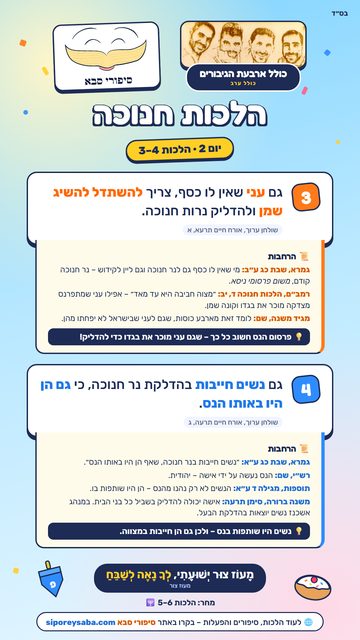 בס״ד
סיפורי סבא
כולל ארבעת הגיבורים
כולל ערב
הלכות חנוכה
יום 2 • הלכות 3-4
3
גם עני שאין לו כסף, צריך להשתדל להשיג
שמן ולהדליק נרות חנוכה.
שולחן ערוך, אורח חיים תרעא, א
הרחבות
גמרא, שבת כג ע״ב: מי שאין לו כסף גם לנר חנוכה וגם ליין לקידוש – נר חנוכה
קודם, משום פרסומי ניסא.
רמב״ם, הלכות חנוכה ד, יב: ״מצוה חביבה היא עד מאד״ – אפילו עני שמתפרנס
מצדקה מוכר את בגדו וקונה שמן.
מגיד משנה, שם: לומד זאת מארבע כוסות, שגם לעני שבישראל לא יפחתו מהן.
פרסום הנס חשוב כל כך – שגם עני מוכר את בגדו כדי להדליק!
4
גם נשים חייבות בהדלקת נר חנוכה, כי גם הן
היו באותו הנס.
שולחן ערוך, אורח חיים תרעה, ג
הרחבות
גמרא, שבת כג ע״א: ״נשים חייבות בנר חנוכה, שאף הן היו באותו הנס״.
רש״י, שם: הנס נעשה על ידי אישה – יהודית.
תוספות, מגילה ד ע״א: הנשים לא רק נהנו מהנס – הן היו שותפות בו.
משנה ברורה, סימן תרעה: אישה יכולה להדליק בשביל כל בני הבית. במנהג
אשכנז נשים יוצאות בהדלקת הבעל.
נשים היו שותפות בנס – ולכן גם הן חייבות במצווה.
מָעוֹז צוּר יְשׁוּעָתִי, לְךָ נָאֶה לְשַׁבֵּחַ
מעוז צור
מחר: הלכות 5–6
לעוד הלכות, סיפורים והפעלות – בקרו באתר סיפורי סבא siporeysaba.com